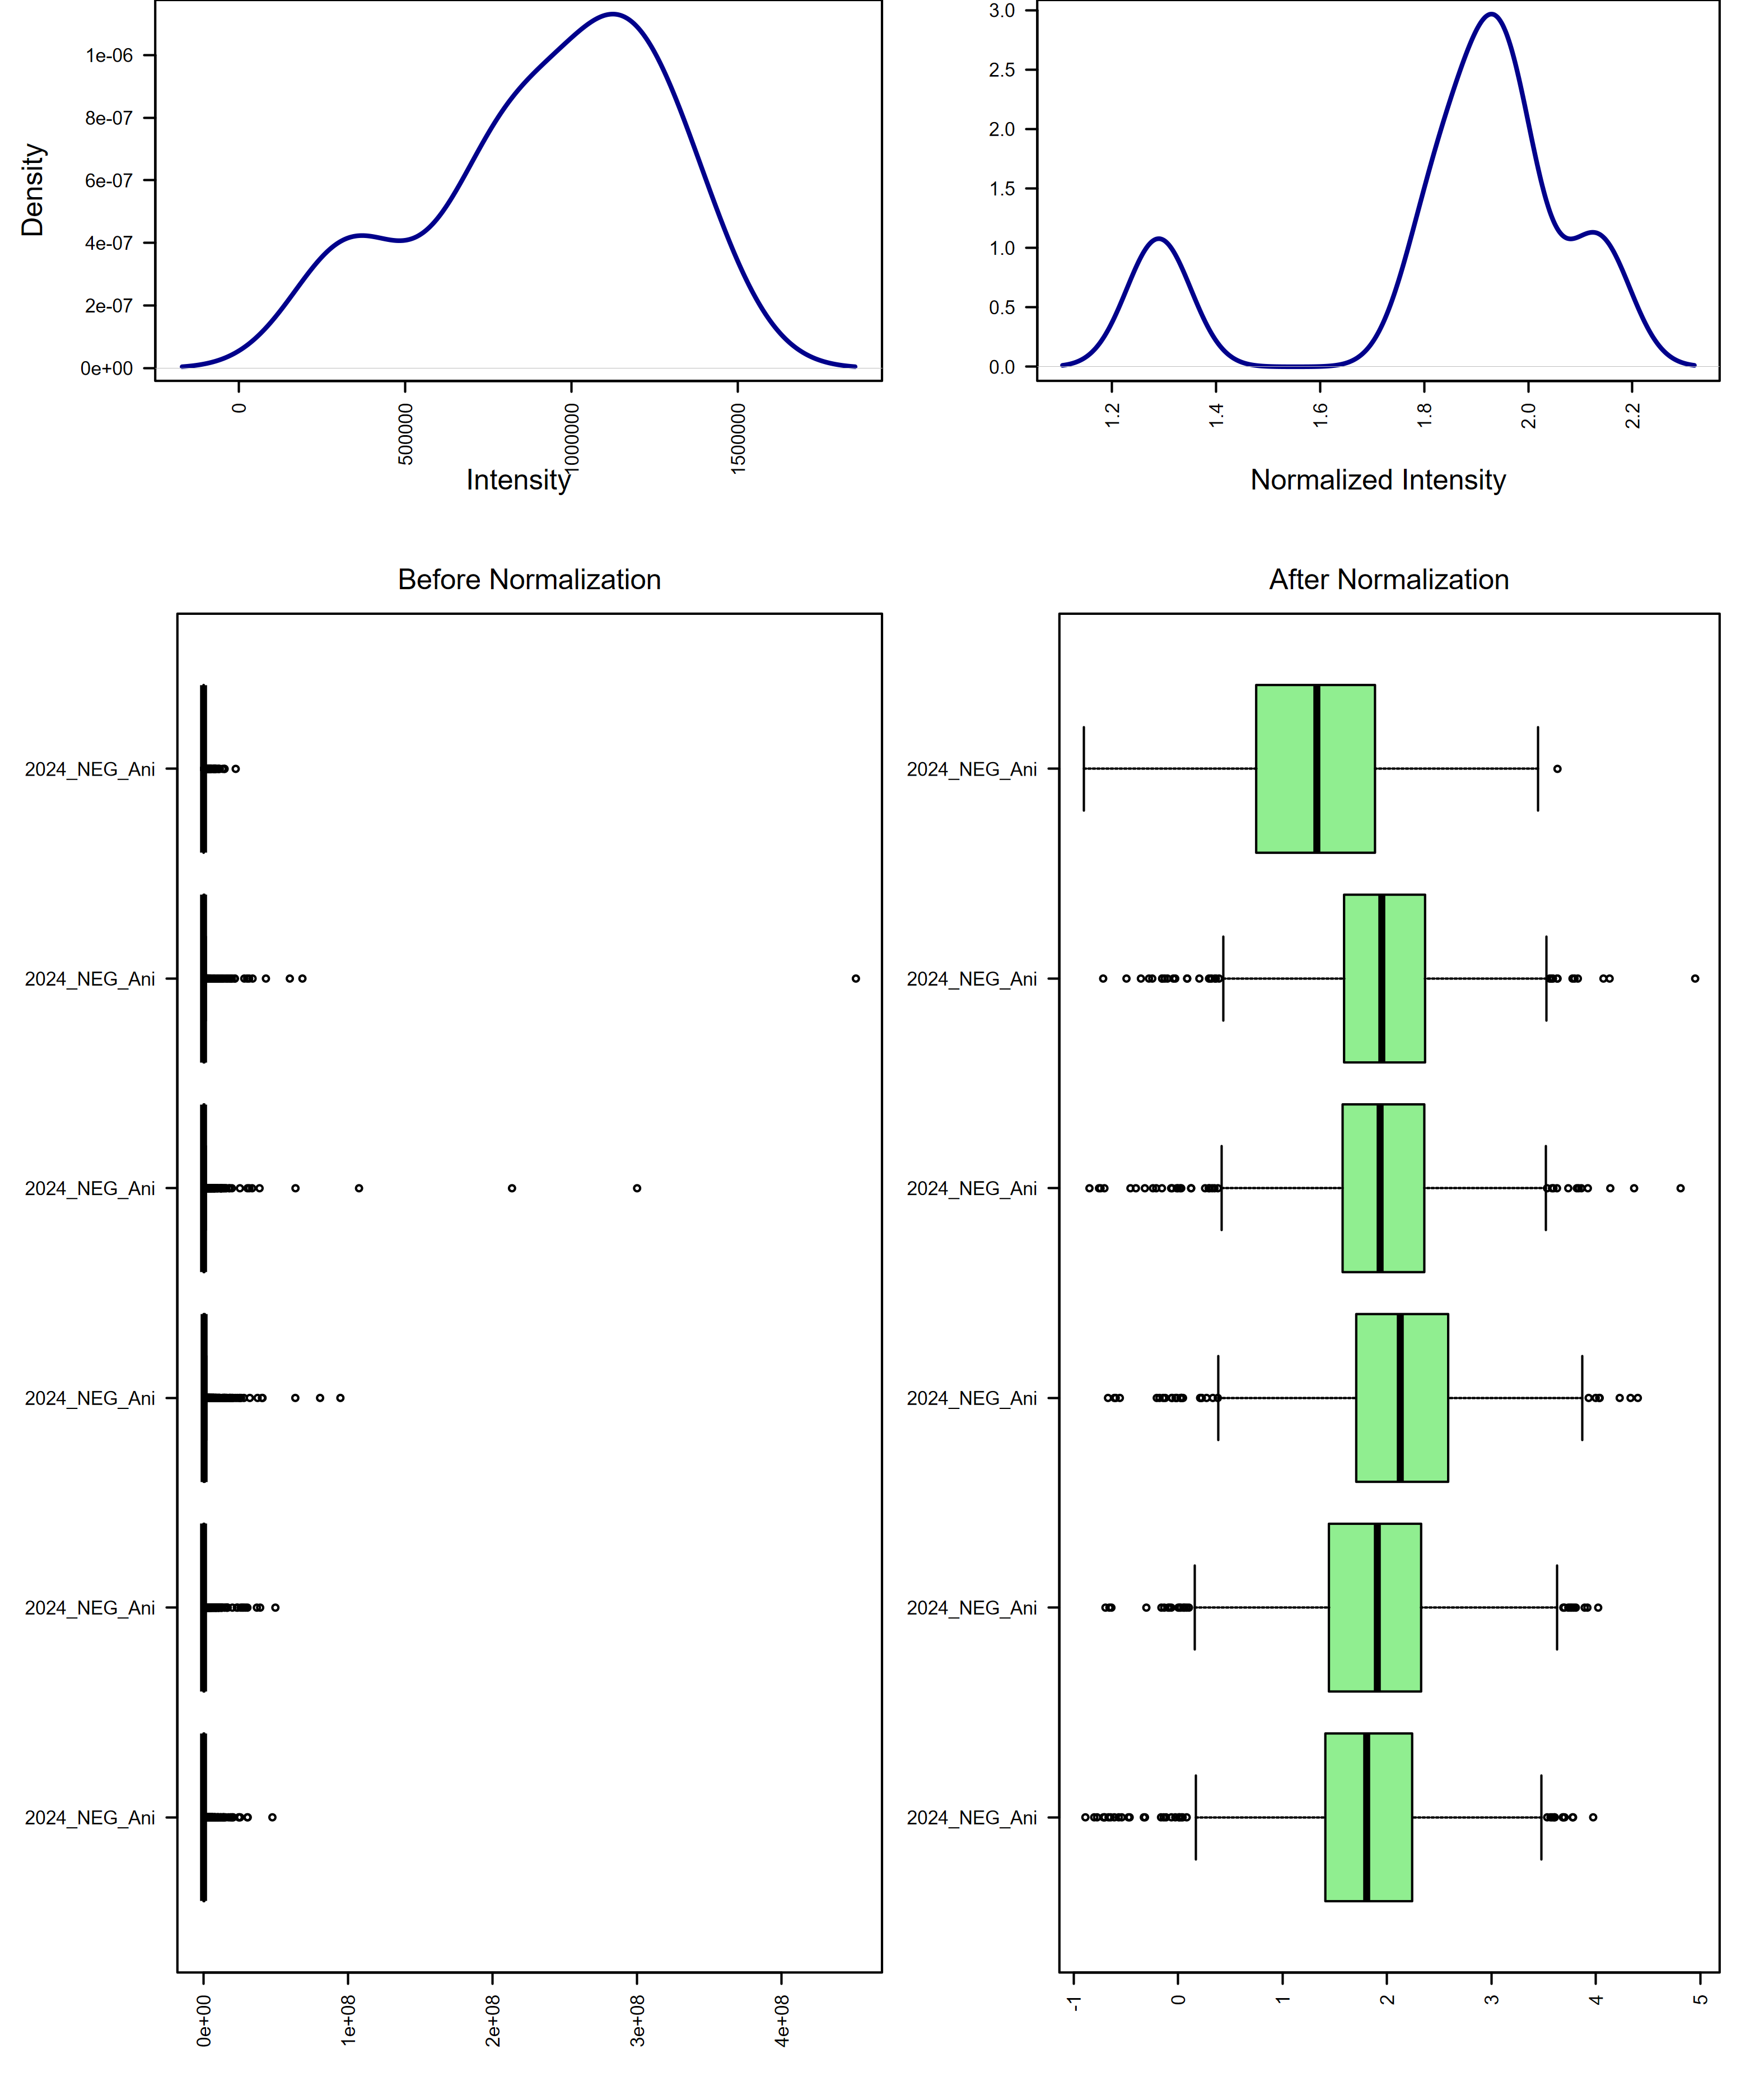 1e-06
8e-07
6e-07
4e-07
2e-07
0e+00
Density
0
500000
1000000
1500000
Intensity
3.0
2.5
2.0
1.5
1.0
0.5
0.0
1.2
1.4
1.6
1.8
2.0
2.2
Normalized Intensity
Before Normalization
2024_NEG_Ani
2024_NEG_Ani
2024_NEG_Ani
2024_NEG_Ani
2024_NEG_Ani
2024_NEG_Ani
0e+00
1e+08
2e+08
3e+08
4e+08
After Normalization
2024_NEG_Ani
2024_NEG_Ani
2024_NEG_Ani
2024_NEG_Ani
2024_NEG_Ani
2024_NEG_Ani
-1
0
1
2
3
4
5